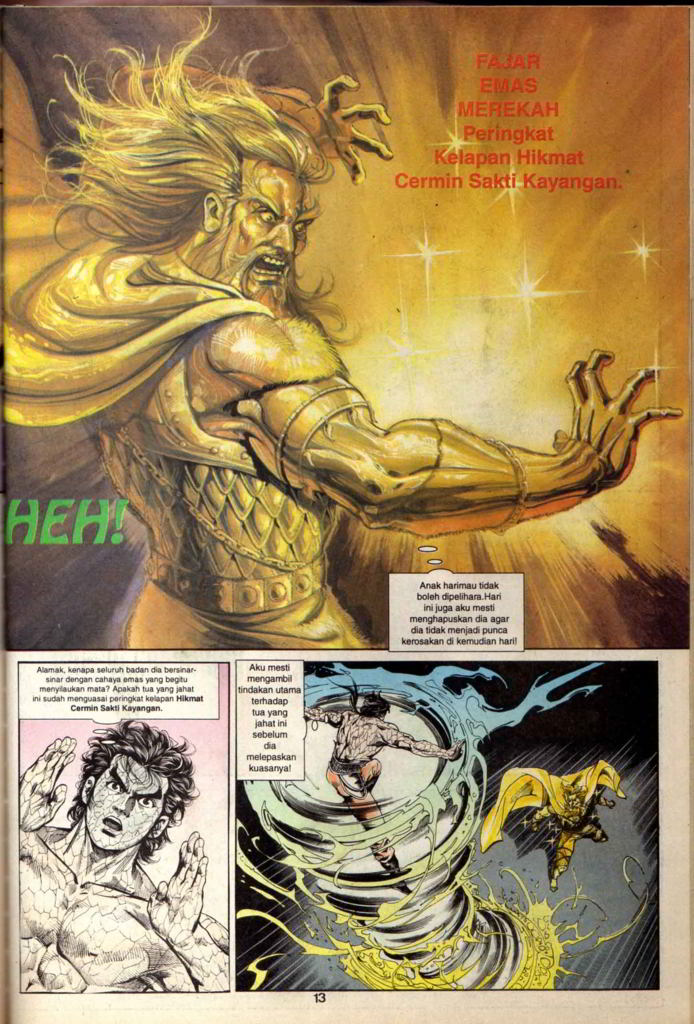 FAJAR
EMAS
MEREKAH
Peringkat
Kelapan Hikmat
Cermin Sakti Kayangan.
HEH!
Anak harimau tidak
boleh dipelihara.Hari
ini juga aku mesti
menghapuskan dia agar
dia tidak menjadi punca
kerosakan di kemudian hari!
Alamak, kenapa seluruh badan dia bersinar-
sinar dengan cahaya emas yang begitu
menyilaukan mata? Apakah tua yang jahat
ini sudah menguasai peringkat kelapan Hikmat
Cermin Sakti Kayangan.
Aku mesti
mengambil
tindakan utama
terhadap
tua yang
jahat ini
sebelum
dia
melepaskan
kuasanya!
13